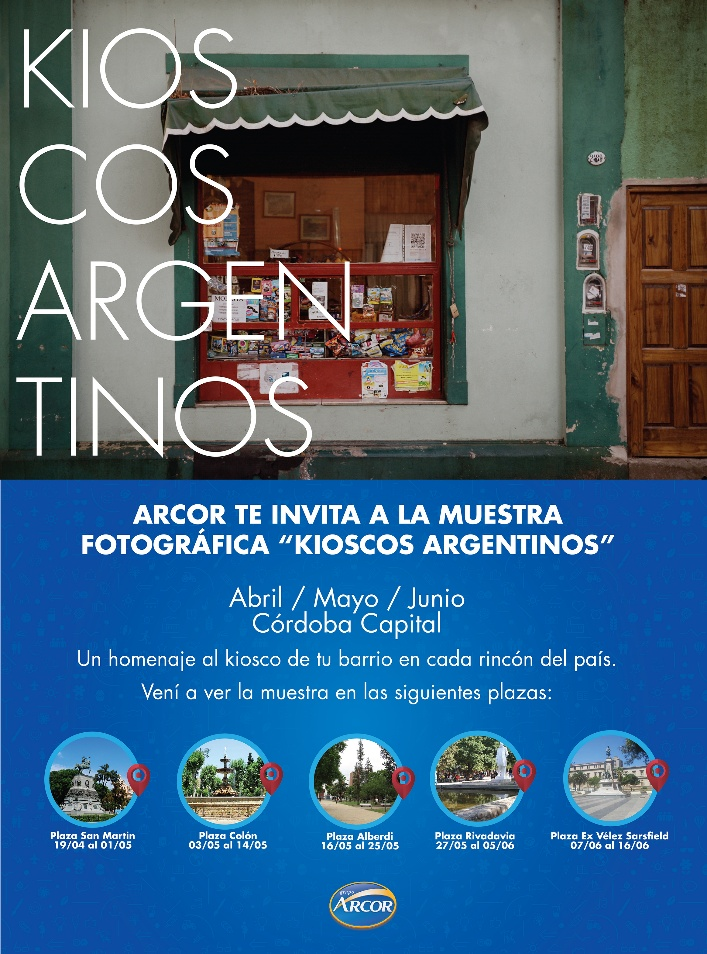 KIOS
COS
ARGEN
TINOS
ARCOR TE INVITA A LA MUESTRA
FOTOGRÁFICA “KIOSCOS ARGENTINOS”
Abril / Mayo / Junio
Córdoba Capital
Un homenaje al kiosco de tu barrio en cada rincón del país.
Vení a ver la muestra en las siguientes plazas:
Plaza San Martín
19/04 al 01/05
Plaza Colón
03/05 al 14/05
Plaza Alberdi
16/05 al 25/05
Plaza Rivadavia
27/05 al 05/06
Plaza Ex Vélez Sarsfield
07/06 al 16/06
ARCOR